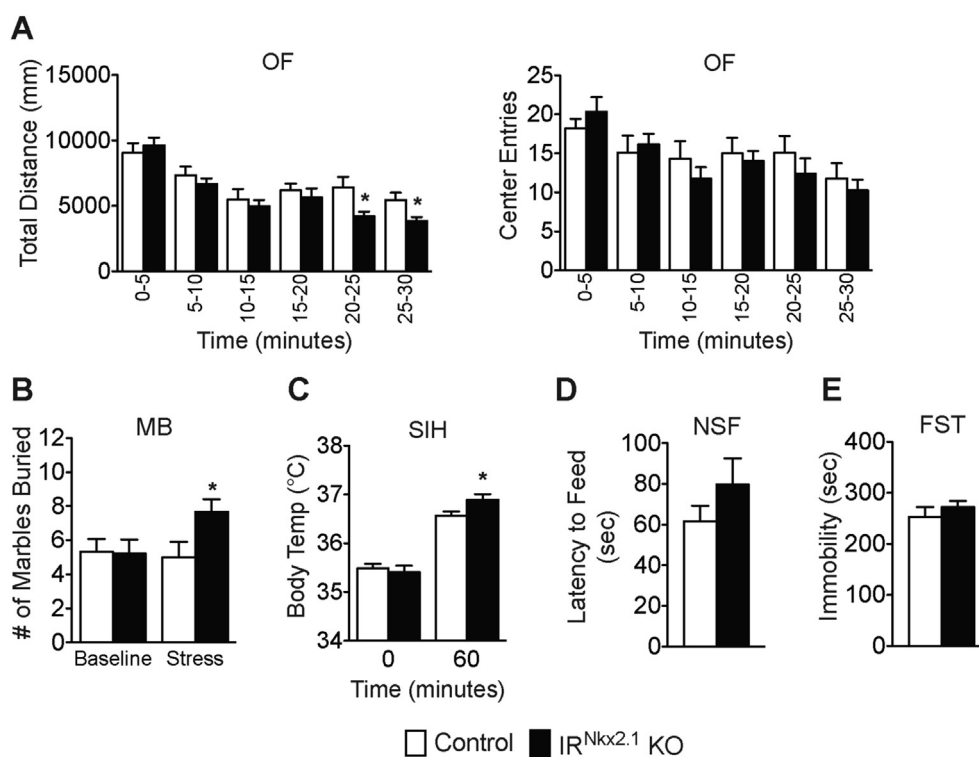 A
OF
Total Distance (mm)
15000
10000
5000
0
0-5
5-10
10-15
15-20
20-25
25-30
* *
Time (minutes)
OF
Center Entries
25
20
15
10
5
0
0-5
5-10
10-15
15-20
20-25
25-30
Time (minutes)
B
MB
# of Marbles Buried
12
10
8
6
4
2
0
*
Baseline Stress
C
SIH
Body Temp (°C)
38
37
36
35
34
*
0 60
Time (minutes)
D
NSF
Latency to Feed
(sec)
100
80
60
40
20
0
E
FST
Immobility (sec)
400
300
200
100
0
Control IR^Nkx2.1 KO